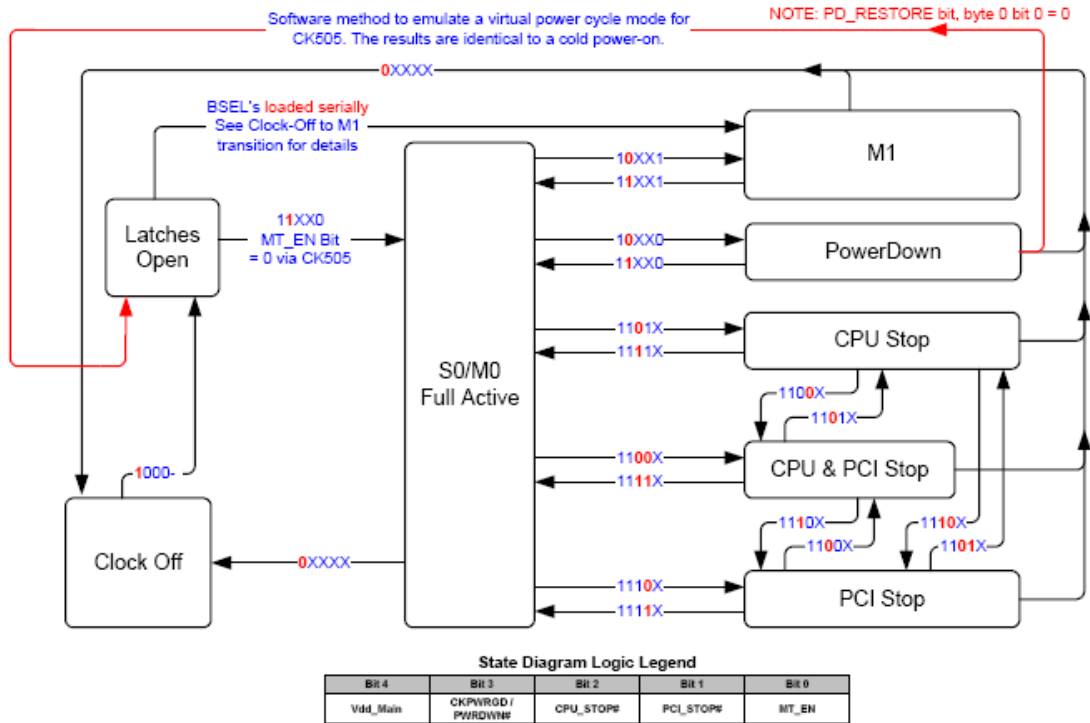 Software method to emulate a virtual power cycle mode for
CK505. The results are identical to a cold power-on.
NOTE: PD_RESTORE bit, byte 0 bit 0 = 0
0XXXX
BSEL's loaded serially
See Clock-Off to M1
transition for details
Latches
Open
11XX0
MT_EN Bit
= 0 via CK505
S0/M0
Full Active
10XX1
11XX1
M1
10XX0
11XX0
PowerDown
1101X
1111X
CPU Stop
1100X
1101X
1100X
1111X
CPU & PCI Stop
1110X
1100X
1110X
1101X
1110X
1111X
PCI Stop
1000-
Clock Off
0XXXX
State Diagram Logic Legend
Bit 4 Bit 3 Bit 2 Bit 1 Bit 0
Vdd_Main CKPWRGD / PWRDWN# CPU_STOP# PCI_STOP# MT_EN